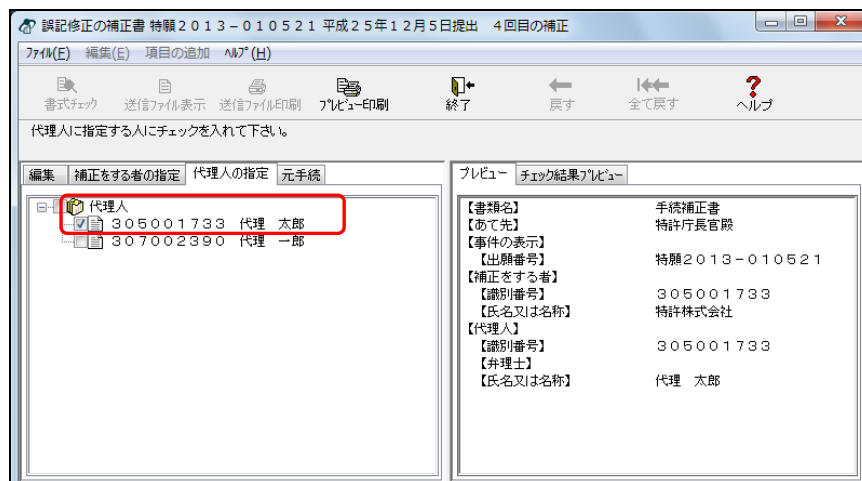 誤記修正の補正書 特願２０１３－０１０５２１ 平成２５年１２月５日提出　４回目の補正
ﾌｧｲﾙ(F) 編集(E) 項目の追加 ﾍﾙﾌﾟ(H)
書式ﾁｪｯｸ 送信ﾌｧｲﾙ表示 送信ﾌｧｲﾙ印刷 ﾌﾟﾚﾋﾞｭｰ印刷 終了 戻す 全て戻す ヘルプ
代理人に指定する人にチェックを入れて下さい。
編集 補正をする者の指定 代理人の指定 元手続
代理人
３０５００１７３３　代理　太郎
３０７００２３９０　代理　一郎
プレビュー チェック結果ﾌﾟﾚﾋﾞｭｰ
【書類名】 手続補正書
【あて先】 特許庁長官殿
【事件の表示】
【出願番号】 特願２０１３－０１０５２１
【補正をする者】
【識別番号】 ３０５００１７３３
【氏名又は名称】 特許株式会社
【代理人】
【識別番号】 ３０５００１７３３
【弁理士】
【氏名又は名称】 代理　太郎